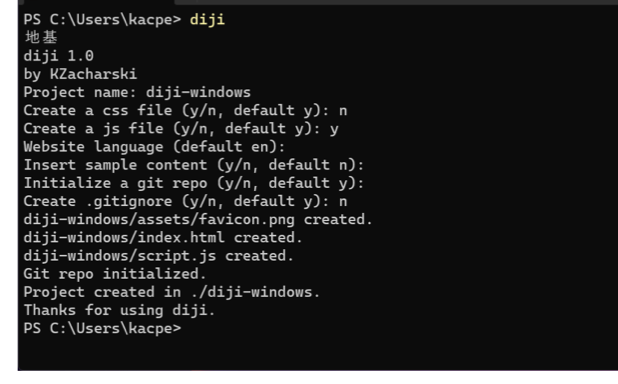 PS C:\Users\kacpe> diji
地基
diji 1.0
by KZacharski
Project name: diji-windows
Create a css file (y/n, default y): n
Create a js file (y/n, default y): y
Website language (default en):
Insert sample content (y/n, default n):
Initialize a git repo (y/n, default y):
Create .gitignore (y/n, default y): n
diji-windows/assets/favicon.png created.
diji-windows/index.html created.
diji-windows/script.js created.
Git repo initialized.
Project created in ./diji-windows.
Thanks for using diji.
PS C:\Users\kacpe>